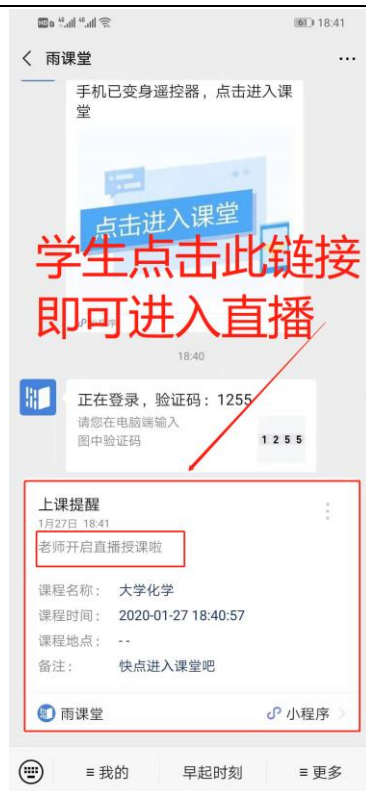 18:41
雨课堂
手机已变身遥控器，点击进入课
堂
点击进入课堂
学生点击此链接
即可进入直播
18:40
正在登录，验证码：1255
请您在电脑端输入
图中验证码
1 2 5 5
上课提醒
1月27日 18:41
老师开启直播授课啦
课程名称： 大学化学
课程时间： 2020-01-27 18:40:57
课程地点： --
备注： 快点进入课堂吧
雨课堂
小程序
≡ 我的
早起时刻
≡ 更多